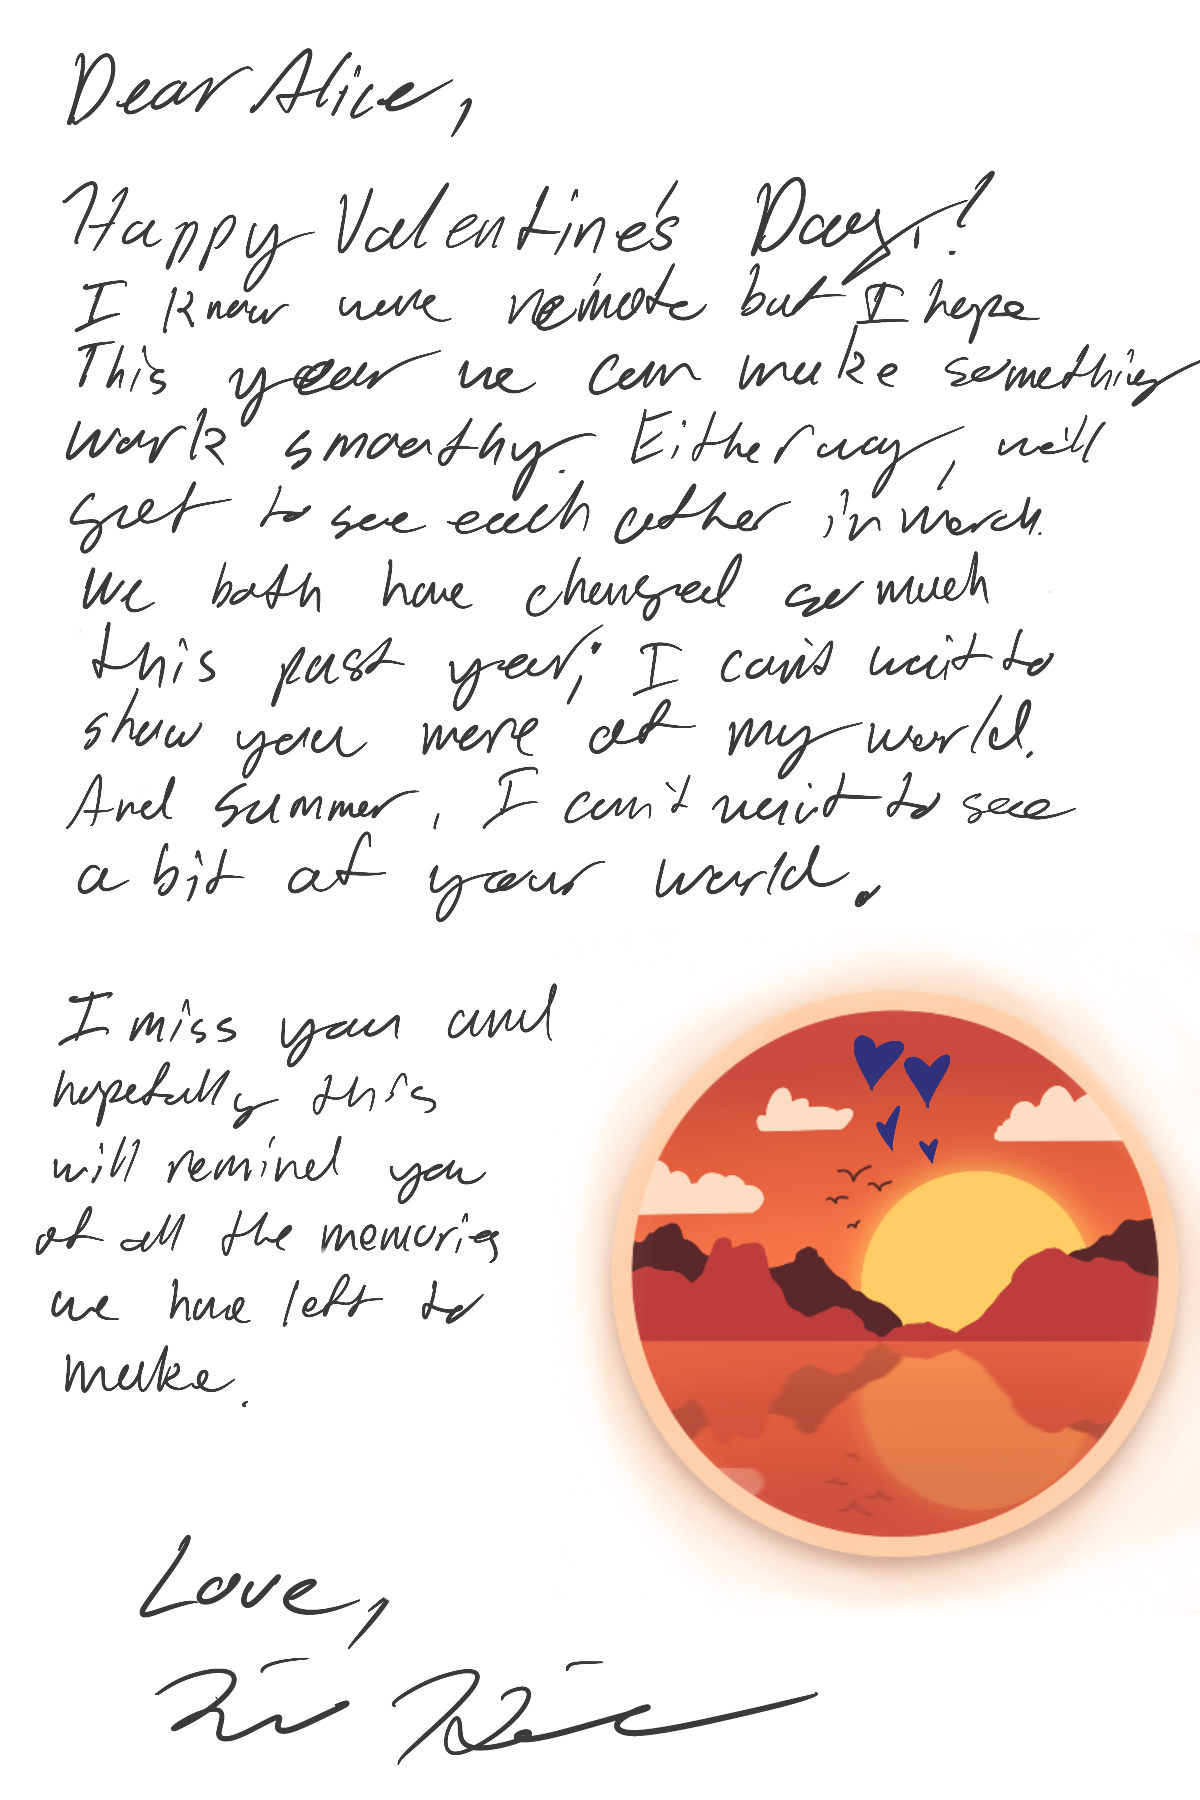 Dear Alice,
Happy Valentine's Day!
I know we're remote but I hope
This year we can make something
work smoothy. Either way, we'll
get to see each other in March.
We both have changed so much
this past year; I can't wait to
show you more of my world.
And summer, I can't wait to see
a bit of your world.
I miss you and
hopefully this
will remind you
of all the memories
we have left to
make.
Love,